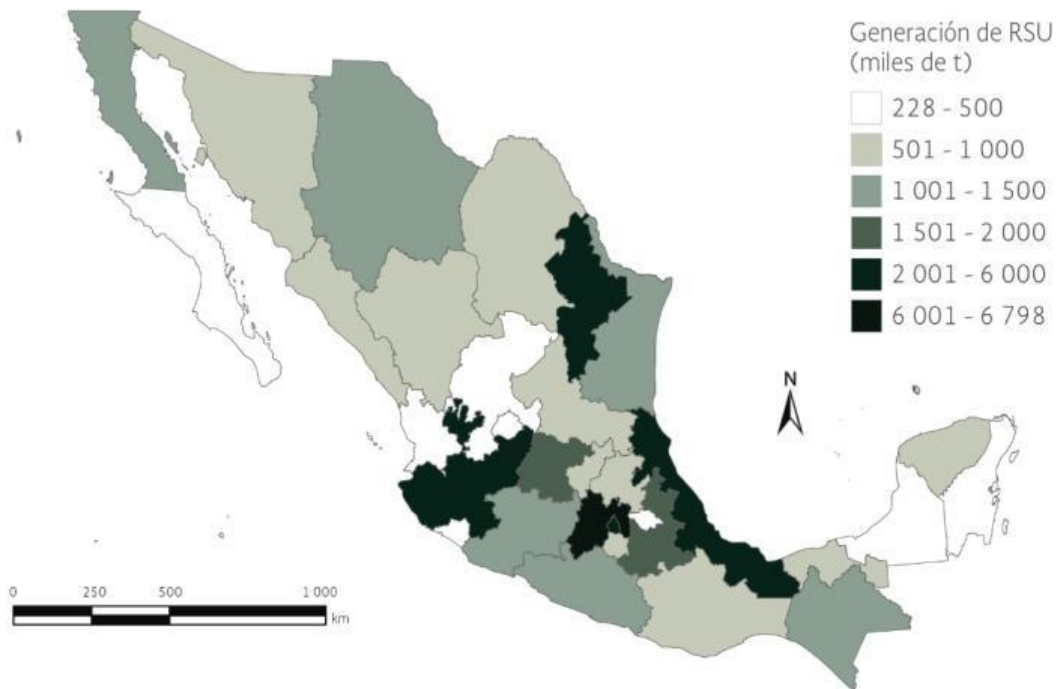 Generación de RSU
(miles de t)
228 - 500
501 - 1 000
1 001 - 1 500
1 501 - 2 000
2 001 - 6 000
6 001 - 6 798
N
0 250 500 1 000
km